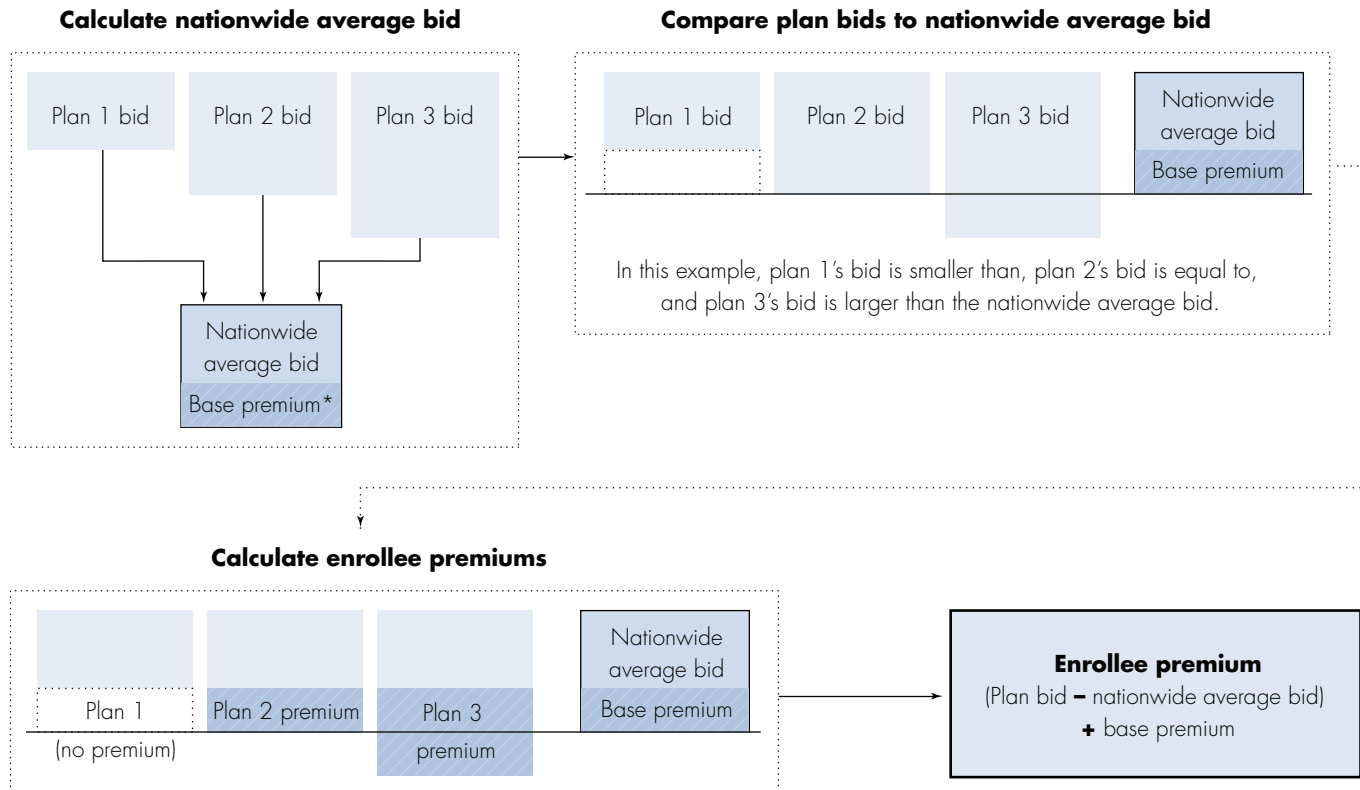 Calculate nationwide average bid
Plan 1 bid
Plan 2 bid
Plan 3 bid
Nationwide
average bid
Base premium*
Compare plan bids to nationwide average bid
Plan 1 bid
Plan 2 bid
Plan 3 bid
Nationwide
average bid
Base premium
In this example, plan 1's bid is smaller than, plan 2's bid is equal to,
and plan 3's bid is larger than the nationwide average bid.
Calculate enrollee premiums
Plan 1
(no premium)
Plan 2 premium
Plan 3
premium
Nationwide
average bid
Base premium
Enrollee premium
(Plan bid – nationwide average bid)
+ base premium